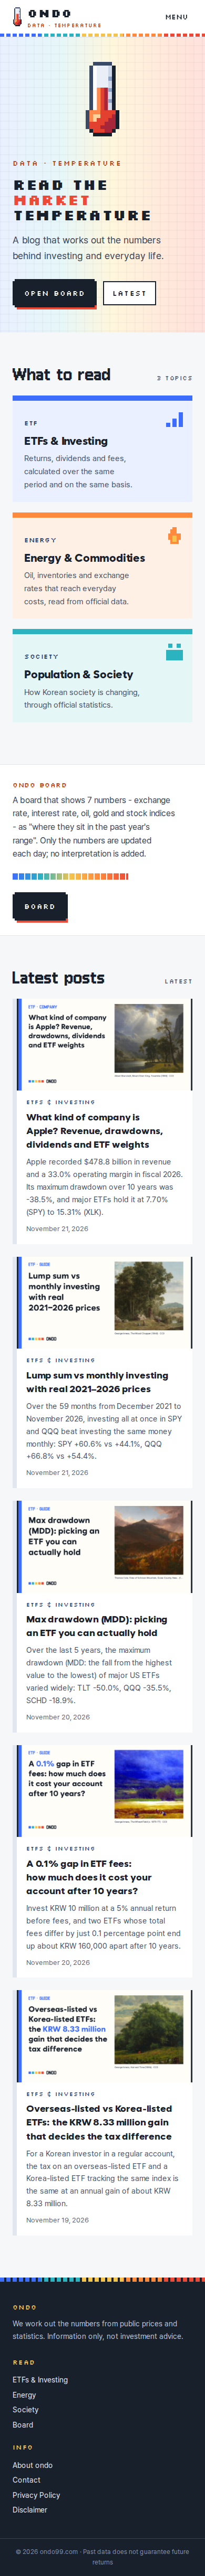 ONDO
DATA · TEMPERATURE
MENU
DATA · TEMPERATURE
READ THE
MARKET
TEMPERATURE
A blog that works out the numbers
behind investing and everyday life.
OPEN BOARD
LATEST
What to read
3 TOPICS
ETF
ETFs & Investing
Returns, dividends and fees,
calculated over the same
period and on the same basis.
ENERGY
Energy & Commodities
Oil, inventories and exchange
rates that reach everyday
costs, read from official data.
SOCIETY
Population & Society
How Korean society is changing,
through official statistics.
ONDO BOARD
A board that shows 7 numbers - exchange
rate, interest rate, oil, gold and stock indices
- as "where they sit in the past year's
range". Only the numbers are updated
each day; no interpretation is added.
BOARD
Latest posts
LATEST
ETF · COMPANY
What kind of company
is Apple? Revenue,
drawdowns, dividends
and ETF weights
ONDO
ETFS & INVESTING
What kind of company is
Apple? Revenue, drawdowns,
dividends and ETF weights
Apple recorded $478.8 billion in revenue
and a 33.0% operating margin in fiscal 2026.
Its maximum drawdown over 10 years was
-38.5%, and major ETFs hold it at 7.70%
(SPY) to 15.31% (XLK).
November 21, 2026
ETF · GUIDE
Lump sum vs
monthly investing
with real
2021–2026 prices
ONDO
ETFS & INVESTING
Lump sum vs monthly investing
with real 2021–2026 prices
Over the 59 months from December 2021 to
November 2026, investing all at once in SPY
and QQQ beat investing the same money
monthly: SPY +60.6% vs +44.1%, QQQ
+66.8% vs +54.4%.
November 21, 2026
ETF · GUIDE
Max drawdown
(MDD): picking an
ETF you can
actually hold
ONDO
ETFS & INVESTING
Max drawdown (MDD): picking
an ETF you can actually hold
Over the last 5 years, the maximum
drawdown (MDD: the fall from the highest
value to the lowest) of major US ETFs
varied widely: TLT -50.0%, QQQ -35.5%,
SCHD -18.9%.
November 20, 2026
ETF · GUIDE
A 0.1% gap in ETF
fees: how much does
it cost your account
after 10 years?
ONDO
ETFS & INVESTING
A 0.1% gap in ETF fees:
how much does it cost your
account after 10 years?
Invest KRW 10 million at a 5% annual return
before fees, and two ETFs whose total
fees differ by just 0.1 percentage point end
up about KRW 160,000 apart after 10 years.
November 20, 2026
ETF · GUIDE
Overseas-listed vs
Korea-listed ETFs:
the KRW 8.33 million
gain that decides the
tax difference
ONDO
ETFS & INVESTING
Overseas-listed vs Korea-listed
ETFs: the KRW 8.33 million gain
that decides the tax difference
For a Korean investor in a regular account,
the tax on an overseas-listed ETF and a
Korea-listed ETF tracking the same index is
the same at an annual gain of about KRW
8.33 million.
November 19, 2026
ONDO
We work out the numbers from public prices and
statistics. Information only, not investment advice.
READ
ETFs & Investing
Energy
Society
Board
INFO
About ondo
Contact
Privacy Policy
Disclaimer
© 2026 ondo99.com · Past data does not guarantee future
returns